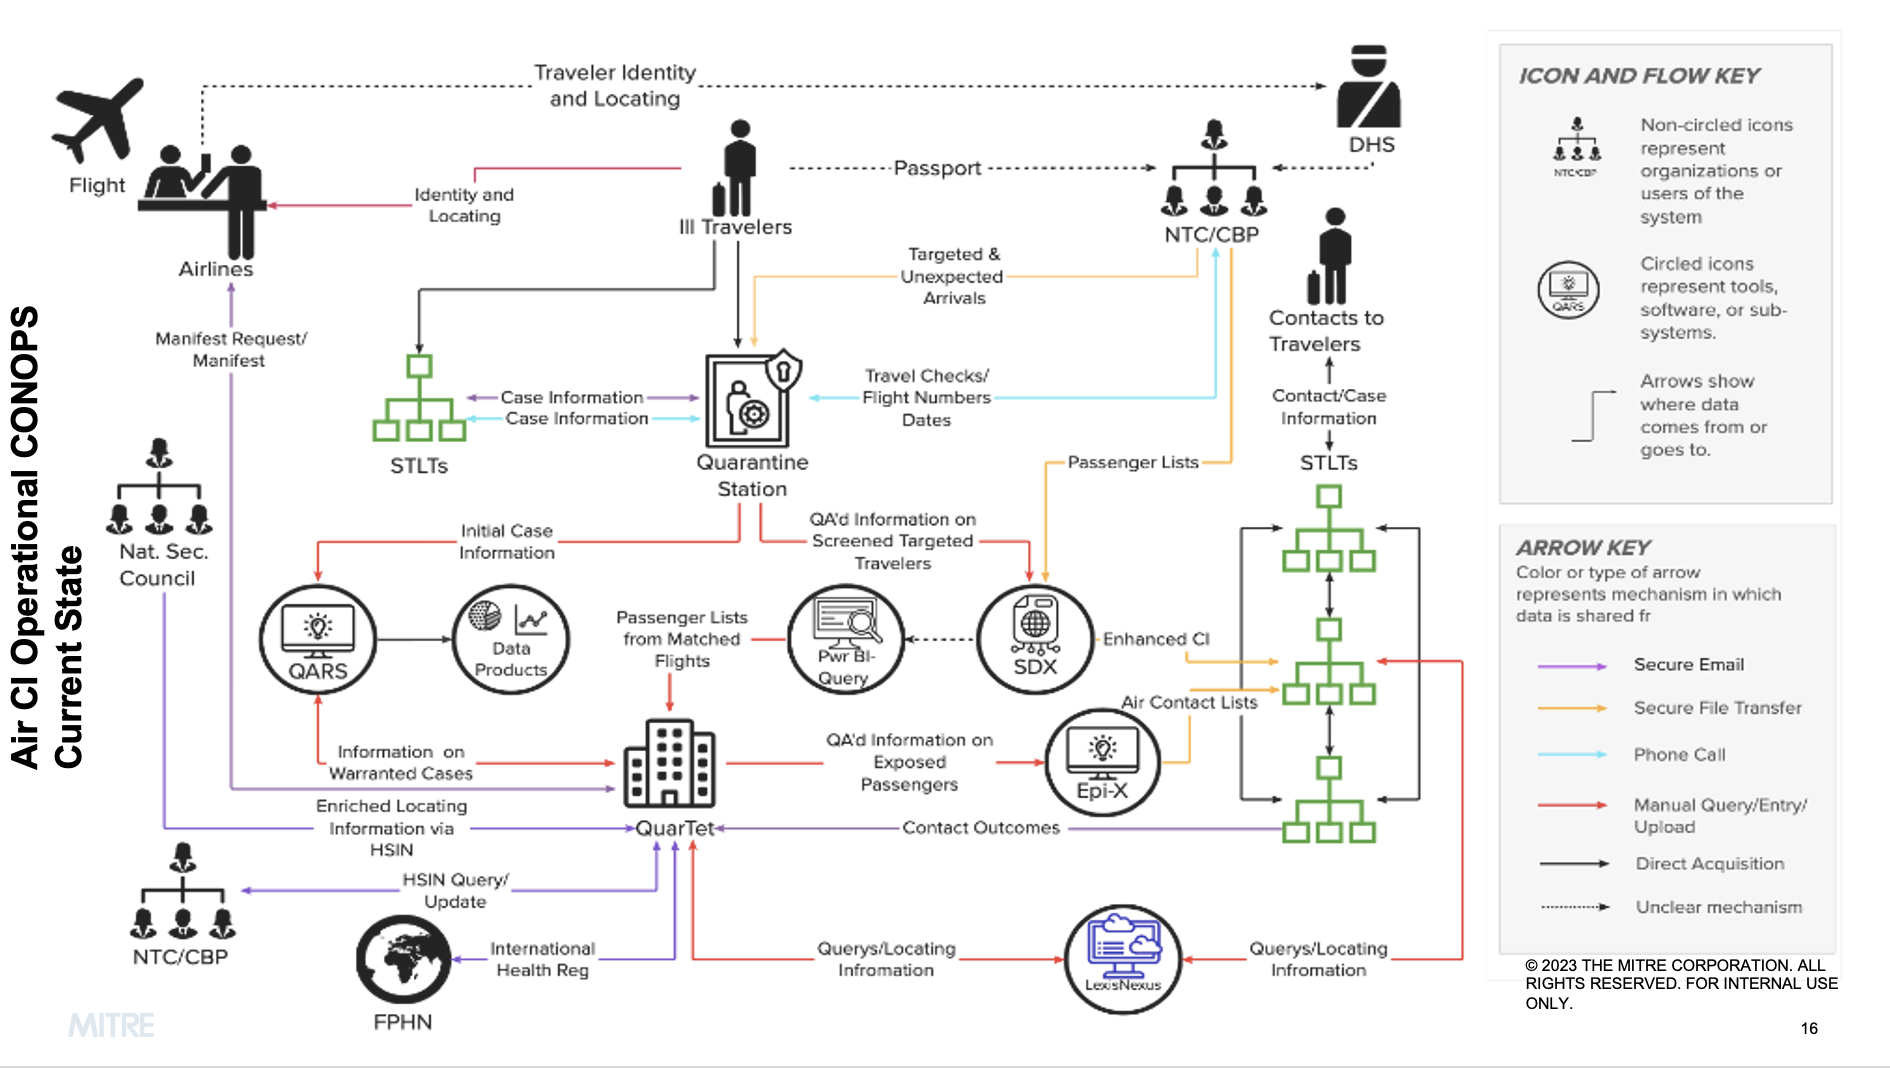 Air CI Operational CONOPS
Current State
Flight
Traveler Identity
and Locating
DHS
Identity and
Locating
Ill Travelers
Passport
NTC/CBP
Airlines
Targeted &
Unexpected
Arrivals
Contacts to
Travelers
Manifest Request/
Manifest
Case Information
Case Information
Travel Checks/
Flight Numbers
Dates
Contact/Case
Information
STLTs
Quarantine
Station
Passenger Lists
STLTs
Nat. Sec.
Council
Initial Case
Information
QA'd Information on
Screened Targeted
Travelers
QARS
Data
Products
Passenger Lists
from Matched
Flights
Pwr BI-
Query
SDX
Enhanced CI
Air Contact Lists
Information on
Warranted Cases
QA'd Information on
Exposed
Passengers
Epi-X
Enriched Locating
Information via
HSIN
QuarTet
Contact Outcomes
HSIN Query/
Update
NTC/CBP
International
Health Reg
FPHN
Querys/Locating
Infromation
LexisNexus
Querys/Locating
Infromation
ICON AND FLOW KEY
NTC/CBP
Non-circled icons
represent
organizations or
users of the
system
QARS
Circled icons
represent tools,
software, or sub-
systems.
Arrows show
where data
comes from or
goes to.
ARROW KEY
Color or type of arrow
represents mechanism in which
data is shared fr
Secure Email
Secure File Transfer
Phone Call
Manual Query/Entry/
Upload
Direct Acquisition
Unclear mechanism
© 2023 THE MITRE CORPORATION. ALL
RIGHTS RESERVED. FOR INTERNAL USE
ONLY.
MITRE
16